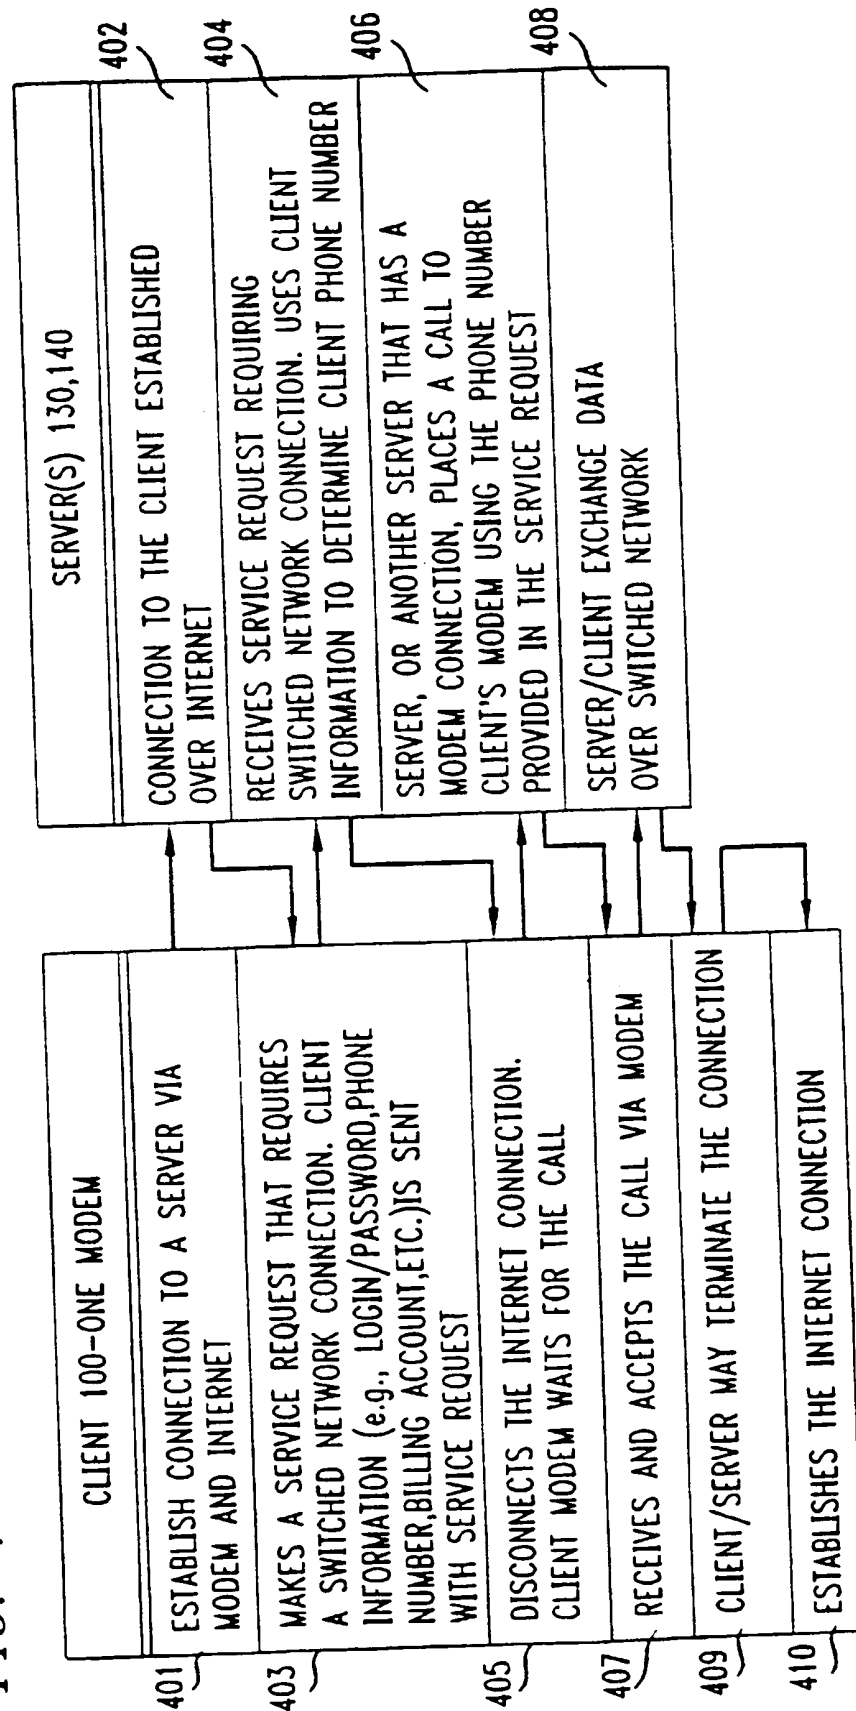 CLIENT 100-ONE MODEM
401
ESTABLISH CONNECTION TO A SERVER VIA
MODEM AND INTERNET
403
MAKES A SERVICE REQUEST THAT REQUIRES
A SWITCHED NETWORK CONNECTION. CLIENT
INFORMATION (e.g., LOGIN/PASSWORD,PHONE
NUMBER,BILLING ACCOUNT,ETC.)IS SENT
WITH SERVICE REQUEST
405
DISCONNECTS THE INTERNET CONNECTION.
CLIENT MODEM WAITS FOR THE CALL
407
RECEIVES AND ACCEPTS THE CALL VIA MODEM
409
CLIENT/SERVER MAY TERMINATE THE CONNECTION
410
ESTABLISHES THE INTERNET CONNECTION
SERVER(S) 130,140
402
CONNECTION TO THE CLIENT ESTABLISHED
OVER INTERNET
404
RECEIVES SERVICE REQUEST REQUIRING
SWITCHED NETWORK CONNECTION. USES CLIENT
INFORMATION TO DETERMINE CLIENT PHONE NUMBER
406
SERVER, OR ANOTHER SERVER THAT HAS A
MODEM CONNECTION, PLACES A CALL TO
CLIENT'S MODEM USING THE PHONE NUMBER
PROVIDED IN THE SERVICE REQUEST
408
SERVER/CLIENT EXCHANGE DATA
OVER SWITCHED NETWORK